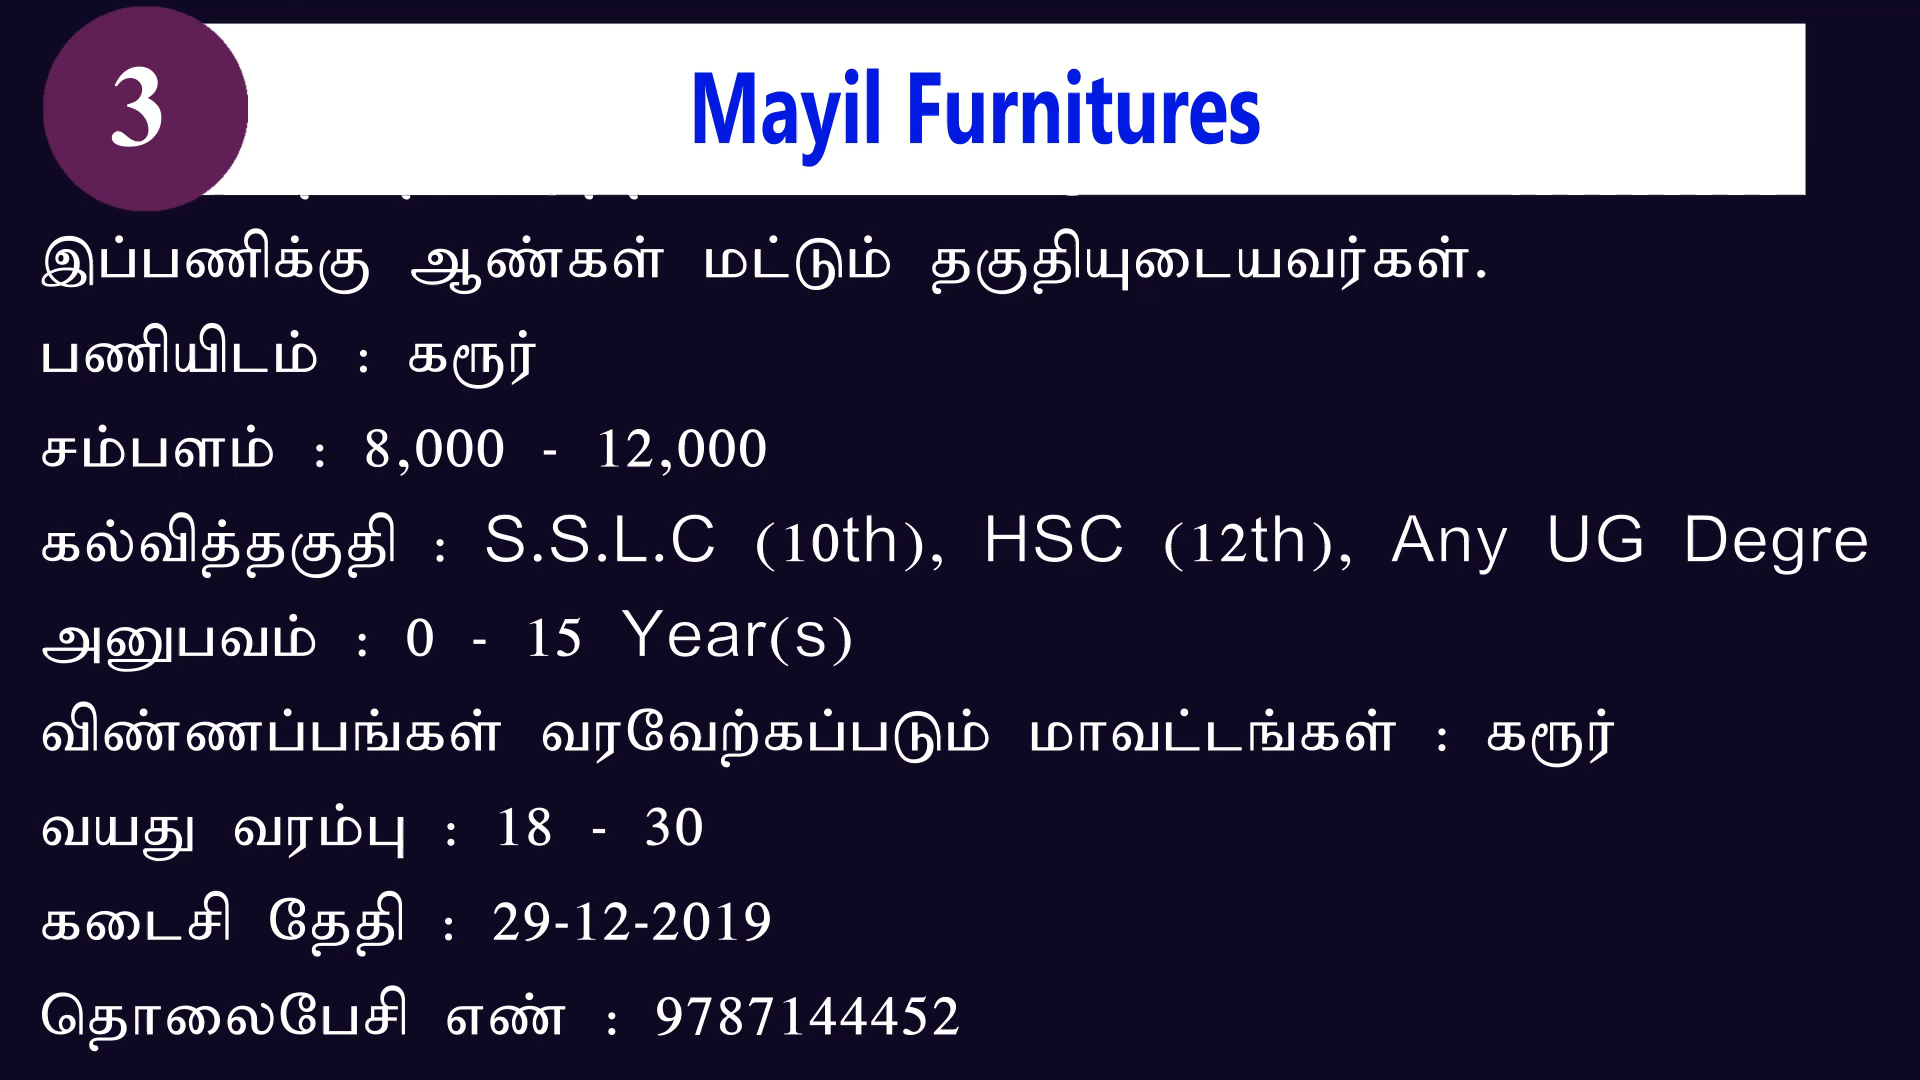 3
Mayil Furnitures
இப்பணிக்கு ஆண்கள் மட்டும் தகுதியுடையவர்கள்.
பணியிடம் : கரூர்
சம்பளம் : 8,000 - 12,000
கல்வித்தகுதி : S.S.L.C (10th), HSC (12th), Any UG Degre
அனுபவம் : 0 - 15 Year(s)
விண்ணப்பங்கள் வரவேற்கப்படும் மாவட்டங்கள் : கரூர்
வயது வரம்பு : 18 - 30
கடைசி தேதி : 29-12-2019
தொலைபேசி எண் : 9787144452